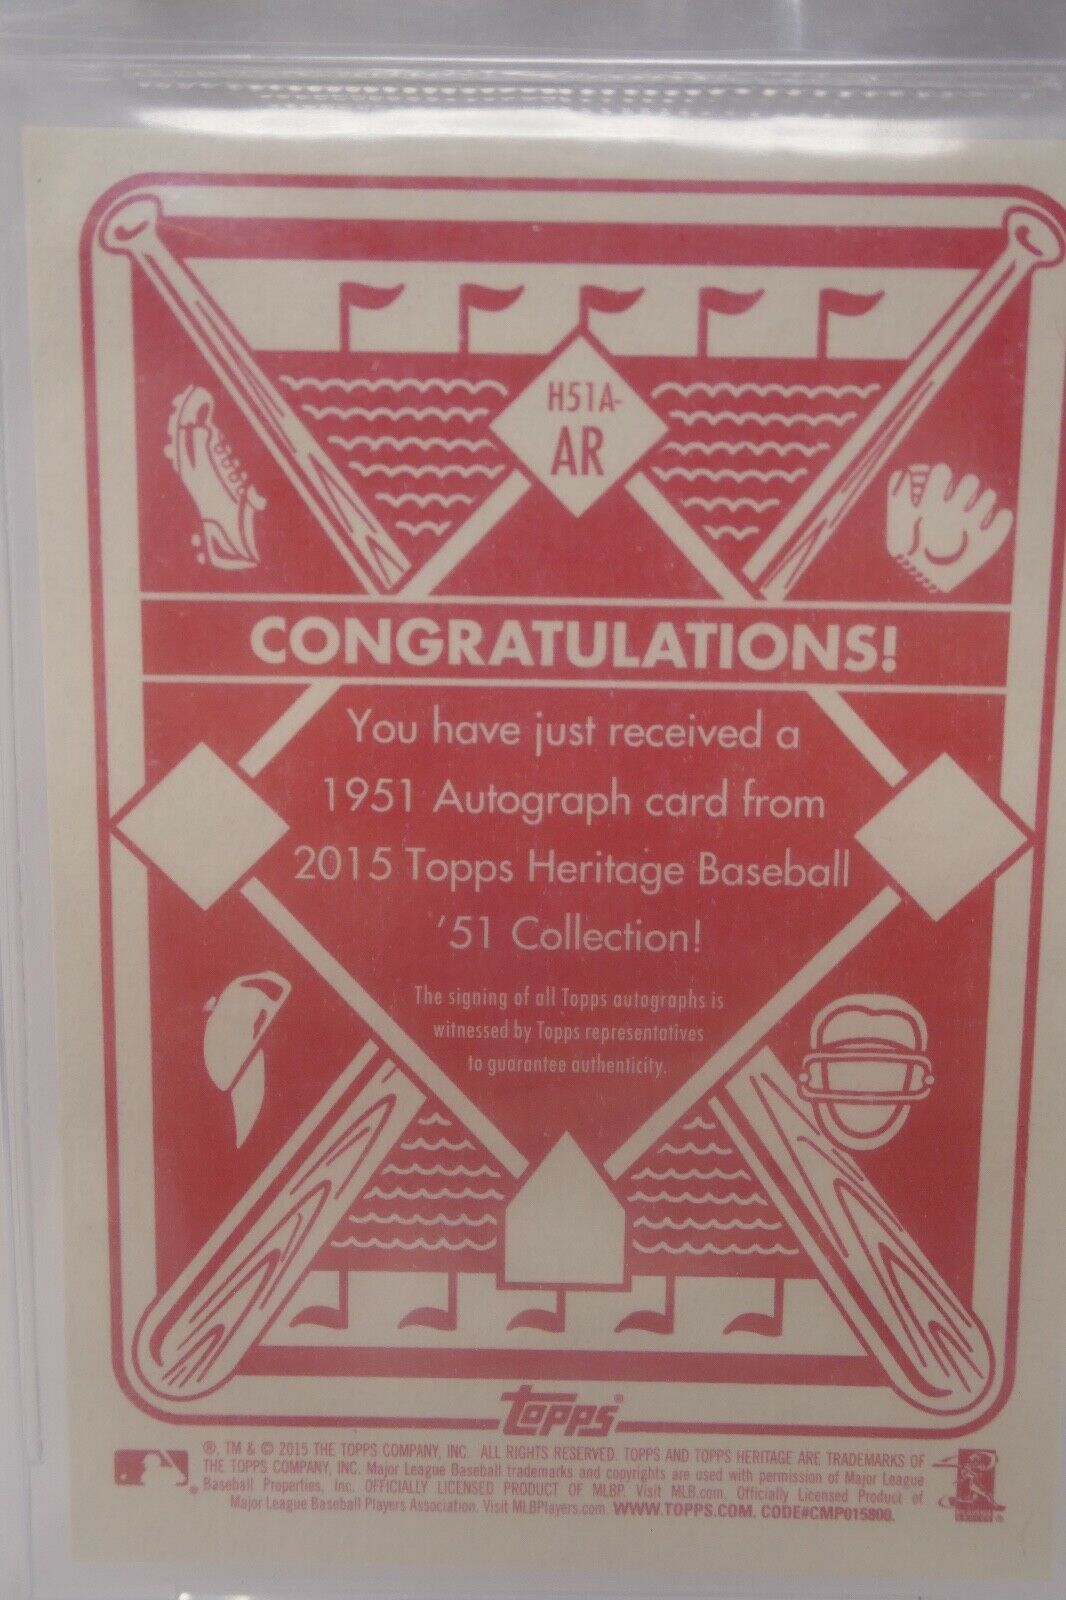 H51A-
AR
CONGRATULATIONS!
You have just received a
1951 Autograph card from
2015 Topps Heritage Baseball
'51 Collection!
The signing of all Topps autographs is
witnessed by Topps representatives
to guarantee authenticity.
topps®
®, TM & © 2015 THE TOPPS COMPANY, INC. ALL RIGHTS RESERVED. TOPPS AND TOPPS HERITAGE ARE TRADEMARKS OF
THE TOPPS COMPANY, INC. Major League Baseball trademarks and copyrights are used with permission of Major League
Baseball Properties, Inc. OFFICIALLY LICENSED PRODUCT OF MLBP. Visit MLB.com. Officially Licensed Product of
Major League Baseball Players Association. Visit MLBPlayers.com. WWW.TOPPS.COM. CODE#CMP015800.